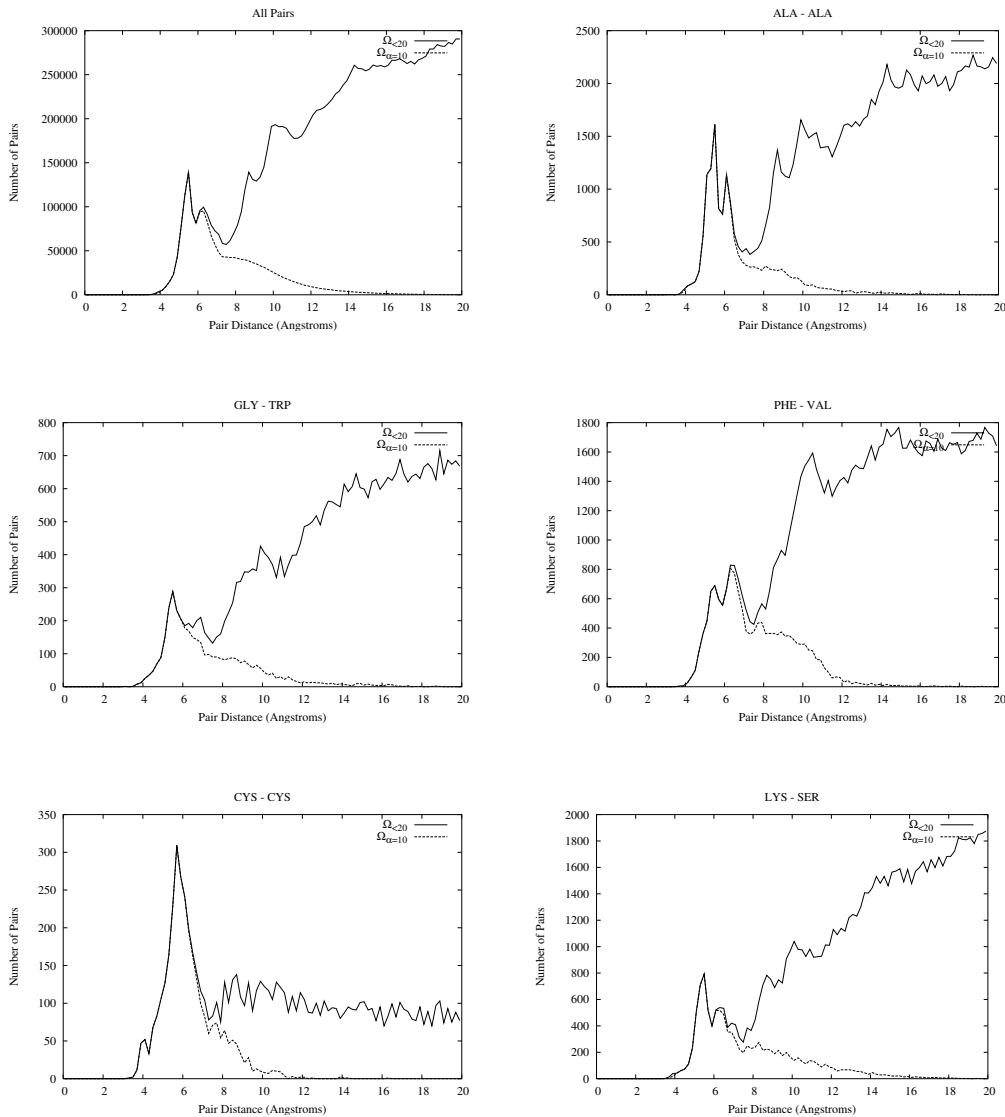 All Pairs
Ω<20
Ωα=10
300000
250000
200000
150000
100000
50000
0
Number of Pairs
0 2 4 6 8 10 12 14 16 18 20
Pair Distance (Angstroms)
ALA - ALA
Ω<20
Ωα=10
2500
2000
1500
1000
500
0
Number of Pairs
0 2 4 6 8 10 12 14 16 18 20
Pair Distance (Angstroms)
GLY - TRP
Ω<20
Ωα=10
800
700
600
500
400
300
200
100
0
Number of Pairs
0 2 4 6 8 10 12 14 16 18 20
Pair Distance (Angstroms)
PHE - VAL
Ω<20
Ωα=10
1800
1600
1400
1200
1000
800
600
400
200
0
Number of Pairs
0 2 4 6 8 10 12 14 16 18 20
Pair Distance (Angstroms)
CYS - CYS
Ω<20
Ωα=10
350
300
250
200
150
100
50
0
Number of Pairs
0 2 4 6 8 10 12 14 16 18 20
Pair Distance (Angstroms)
LYS - SER
Ω<20
Ωα=10
2000
1800
1600
1400
1200
1000
800
600
400
200
0
Number of Pairs
0 2 4 6 8 10 12 14 16 18 20
Pair Distance (Angstroms)